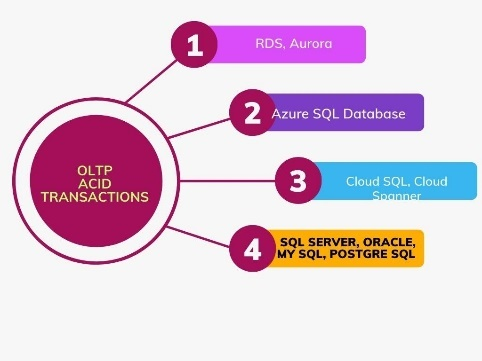 1
RDS, Aurora
2
Azure SQL Database
OLTP
ACID
TRANSACTIONS
3
Cloud SQL, Cloud
Spanner
4
SQL SERVER, ORACLE,
MY SQL, POSTGRE SQL